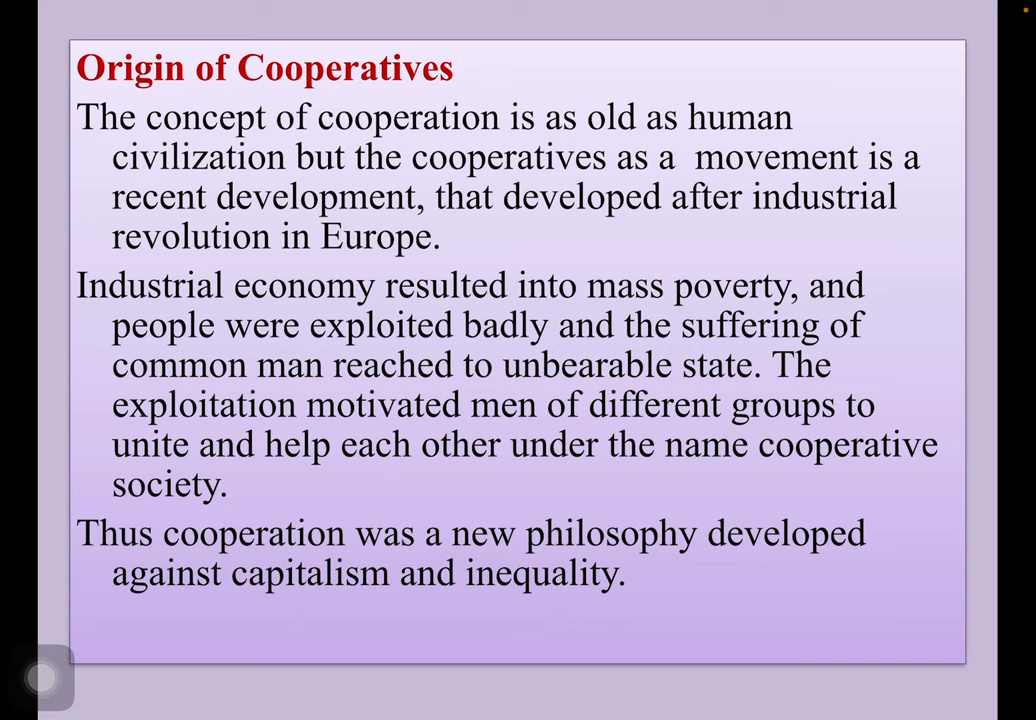 Origin of Cooperatives
The concept of cooperation is as old as human
civilization but the cooperatives as a movement is a
recent development, that developed after industrial
revolution in Europe.
Industrial economy resulted into mass poverty, and
people were exploited badly and the suffering of
common man reached to unbearable state. The
exploitation motivated men of different groups to
unite and help each other under the name cooperative
society.
Thus cooperation was a new philosophy developed
against capitalism and inequality.